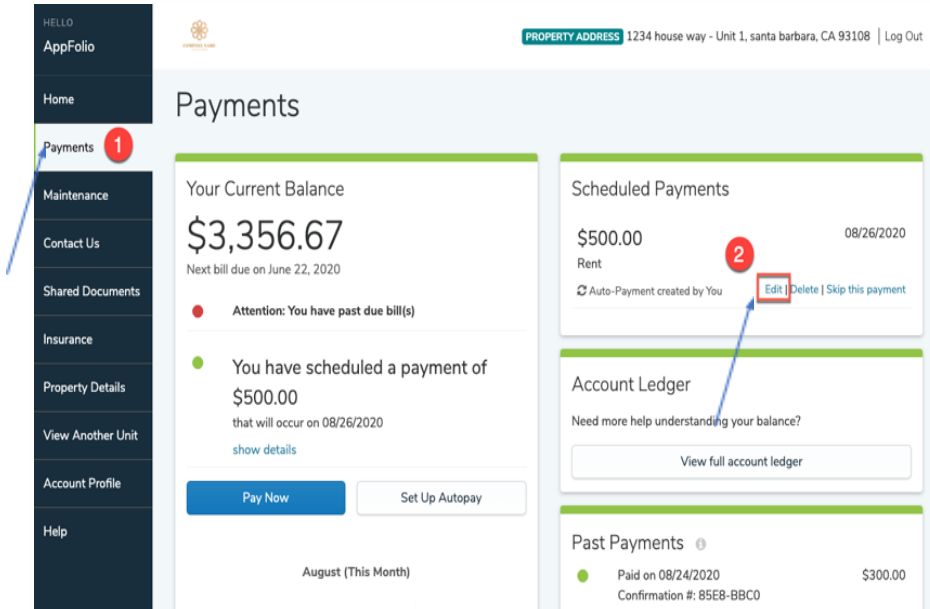 HELLO
AppFolio
Home
Payments
1
Maintenance
Contact Us
Shared Documents
Insurance
Property Details
View Another Unit
Account Profile
Help
COMPANY NAME
PROPERTY ADDRESS 1234 house way - Unit 1, santa barbara, CA 93108 | Log Out
Payments
Your Current Balance
$3,356.67
Next bill due on June 22, 2020
Attention: You have past due bill(s)
You have scheduled a payment of
$500.00
that will occur on 08/26/2020
show details
Pay Now
Set Up Autopay
August (This Month)
Scheduled Payments
$500.00
08/26/2020
2
Rent
Auto-Payment created by You
Edit | Delete | Skip this payment
Account Ledger
Need more help understanding your balance?
View full account ledger
Past Payments
Paid on 08/24/2020
$300.00
Confirmation #: 85E8-BBC0